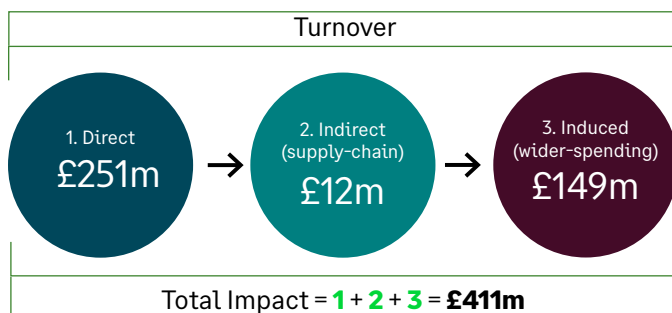 Turnover
1. Direct
£251m
2. Indirect
(supply-chain)
£12m
3. Induced
(wider-spending)
£149m
Total Impact = 1 + 2 + 3 = £411m